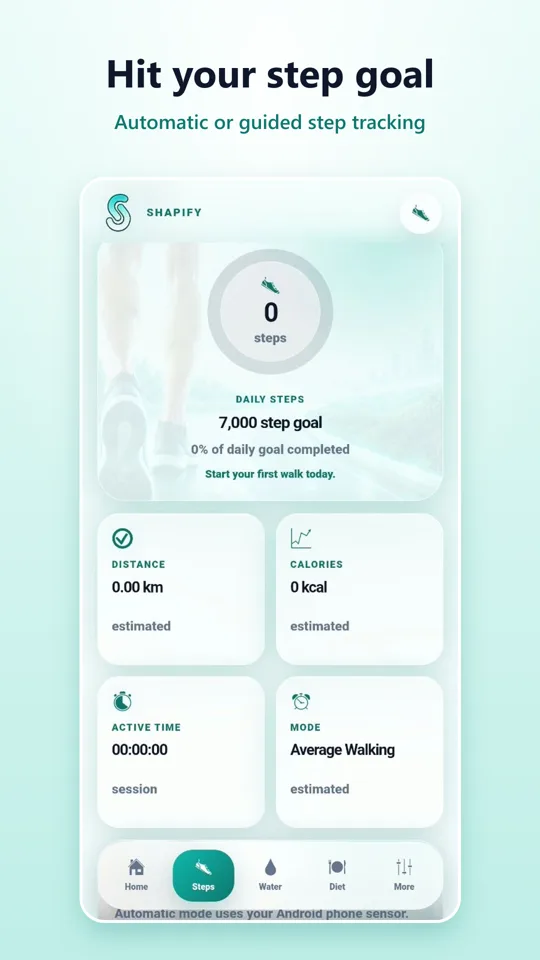 Hit your step goal
Automatic or guided step tracking
SHAPIFY
0
steps
DAILY STEPS
7,000 step goal
0% of daily goal completed
Start your first walk today.
DISTANCE
0.00 km
estimated
CALORIES
0 kcal
estimated
ACTIVE TIME
00:00:00
session
MODE
Average Walking
estimated
Home
Steps
Water
Diet
More
Automatic mode uses your Android phone sensor.